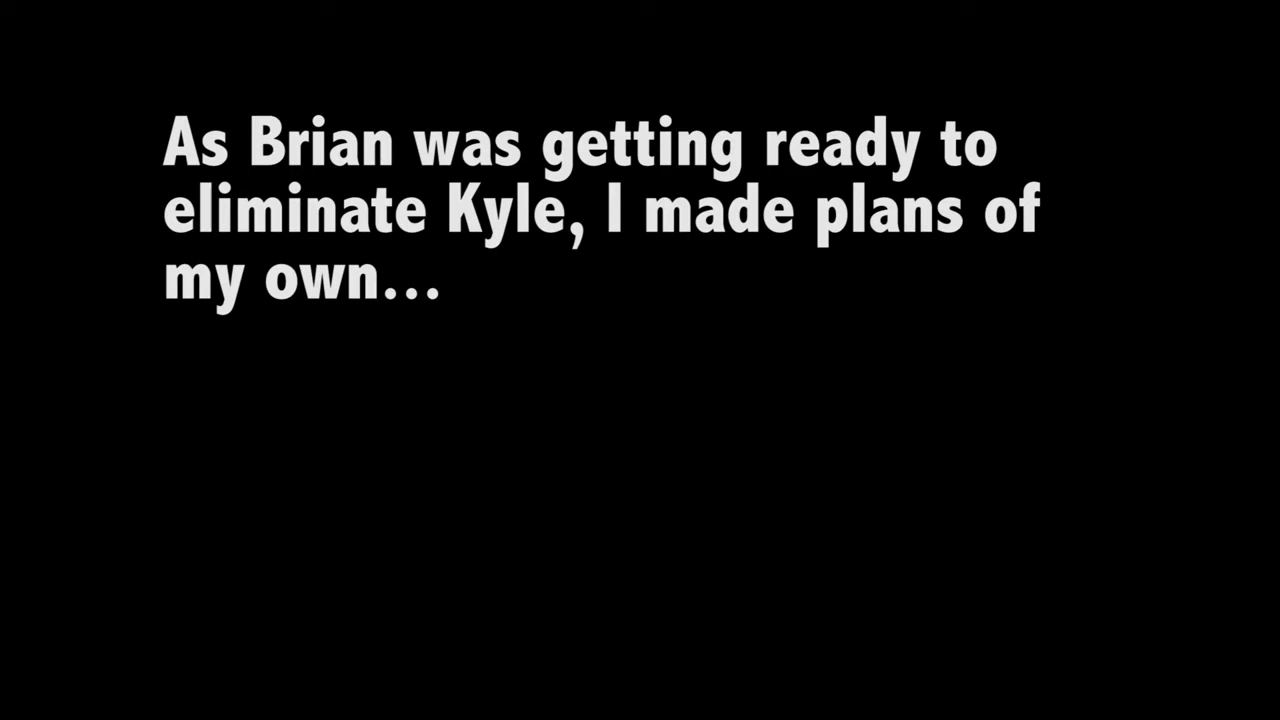 As Brian was getting ready to
eliminate Kyle, I made plans of
my own...